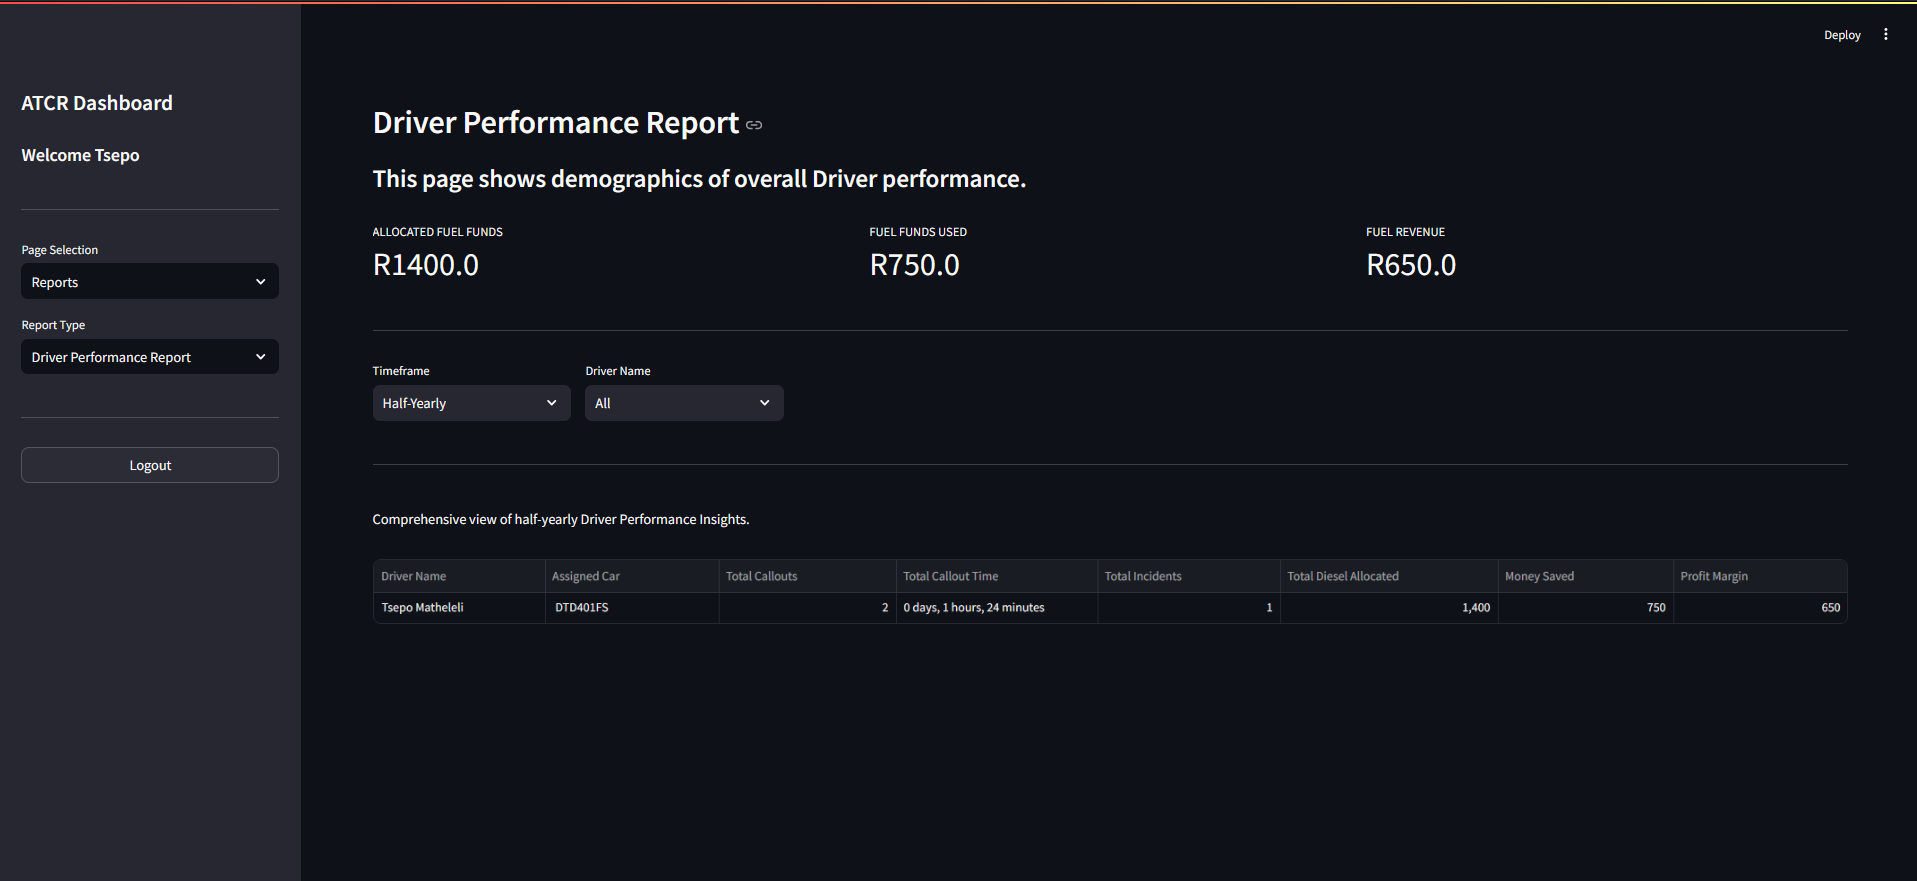 Deploy
ATCR Dashboard
Welcome Tsepo
Page Selection
Reports
Report Type
Driver Performance Report
Logout
Driver Performance Report
This page shows demographics of overall Driver performance.
ALLOCATED FUEL FUNDS FUEL FUNDS USED FUEL REVENUE
R1400.0 R750.0 R650.0
Timeframe Driver Name
Half-Yearly All
Comprehensive view of half-yearly Driver Performance Insights.
Driver Name Assigned Car Total Callouts Total Callout Time Total Incidents Total Diesel Allocated Money Saved Profit Margin
Tsepo Matheleli DTD401FS 2 0 days, 1 hours, 24 minutes 1 1,400 750 650